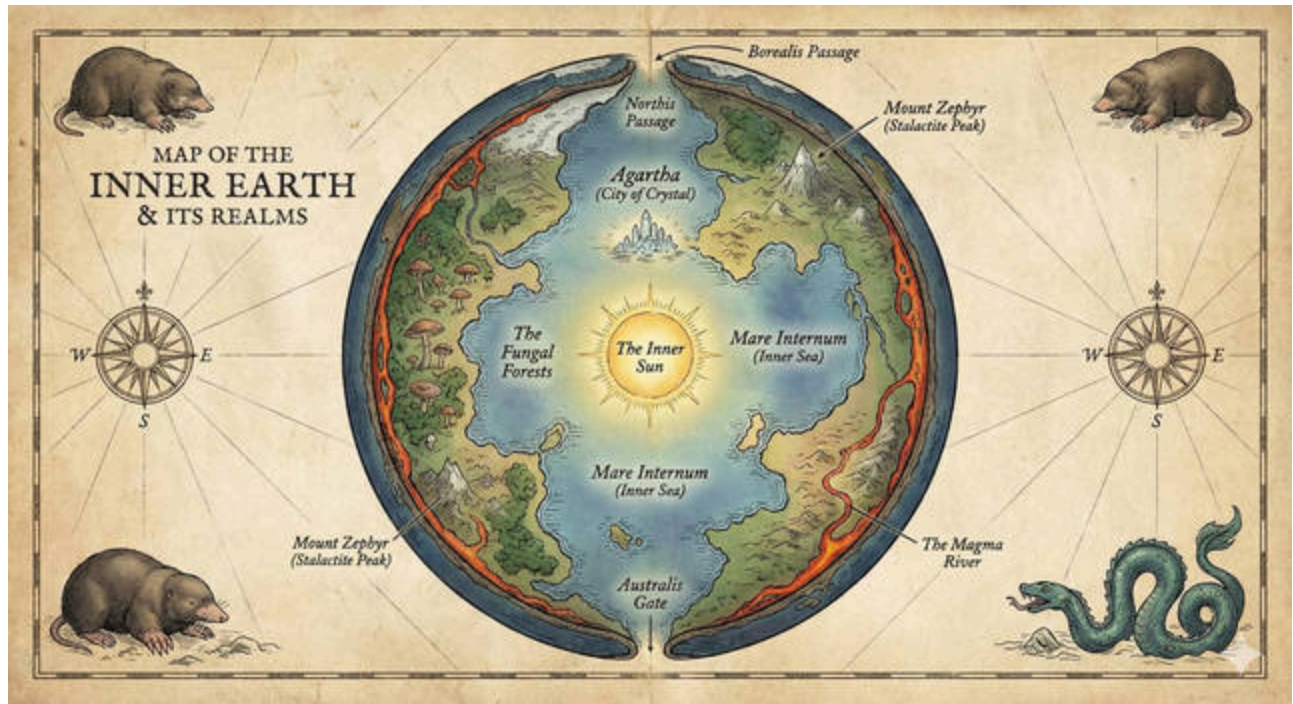 MAP OF THE
INNER EARTH
& ITS REALMS
Borealis Passage
Northis
Passage
Mount Zephyr
(Stalactite Peak)
Agartha
(City of Crystal)
The
Fungal
Forests
The Inner
Sun
Mare Internum
(Inner Sea)
W
E
S
W
E
S
Mare Internum
(Inner Sea)
Mount Zephyr
(Stalactite Peak)
The Magma
River
Australis
Gate